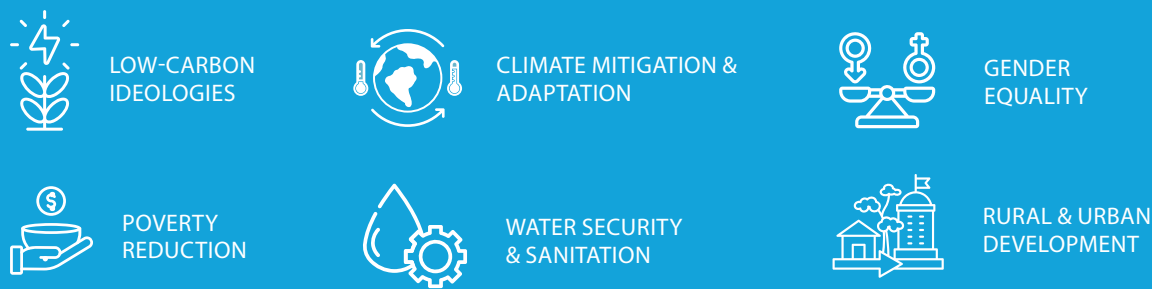 LOW-CARBON
IDEOLOGIES
CLIMATE MITIGATION &
ADAPTATION
GENDER
EQUALITY
$
POVERTY
REDUCTION
WATER SECURITY
& SANITATION
RURAL & URBAN
DEVELOPMENT